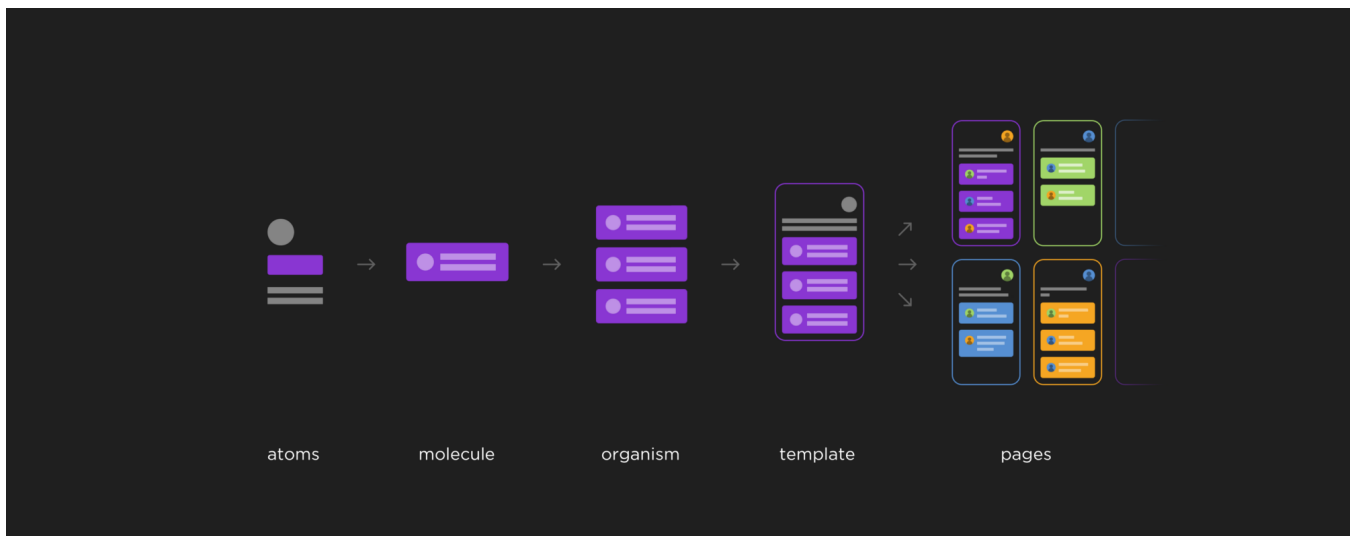 atoms
molecule
organism
template
pages